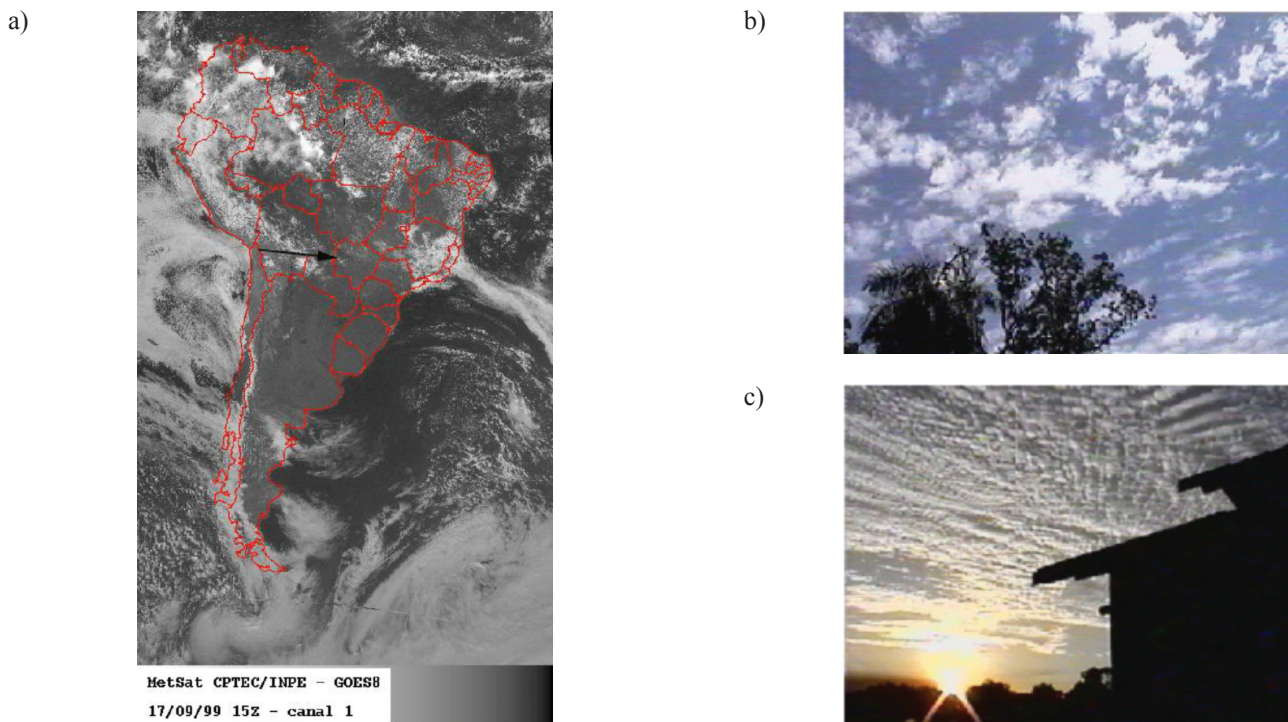 a)
b)
MetSat CPTEC/INPE - GOES8
17/09/99 15Z - canal 1
c)